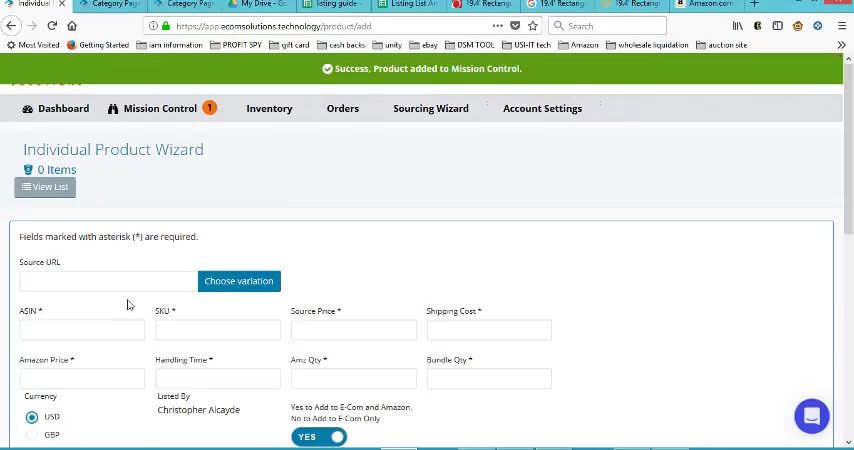 Individual
Category Page
Category Page
My Drive - Go
listing guide -
Listing List An
19.4' Rectang
19.4' Rectang
19.4' Rectang
Amazon.com
https://app.ecomsolutions.technology/product/add
Search
Most Visited
Getting Started
iam information
PROFIT SPY
gift card
cash backs
unity
ebay
DSM TOOL
USI-IT tech
Amazon
wholesale liquidation
auction site
Success, Product added to Mission Control.
Dashboard
Mission Control 1
Inventory
Orders
Sourcing Wizard
Account Settings
Individual Product Wizard
0 Items
View List
Fields marked with asterisk (*) are required.
Source URL
Choose variation
ASIN *
SKU *
Source Price *
Shipping Cost *
Amazon Price *
Handling Time *
Amz Qty *
Bundle Qty *
Currency
Listed By
USD
Christopher Alcayde
Yes to Add to E-Com and Amazon,
No to Add to E-Com Only
GBP
YES